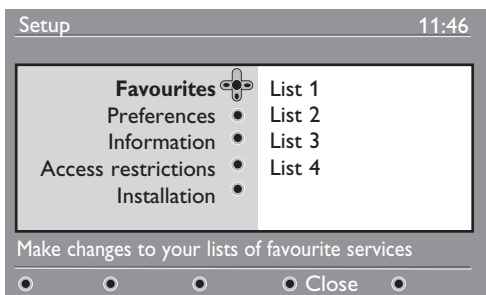 Setup 11:46
Favourites List 1
Preferences List 2
Information List 3
Access restrictions List 4
Installation
Make changes to your lists of favourite services
Close